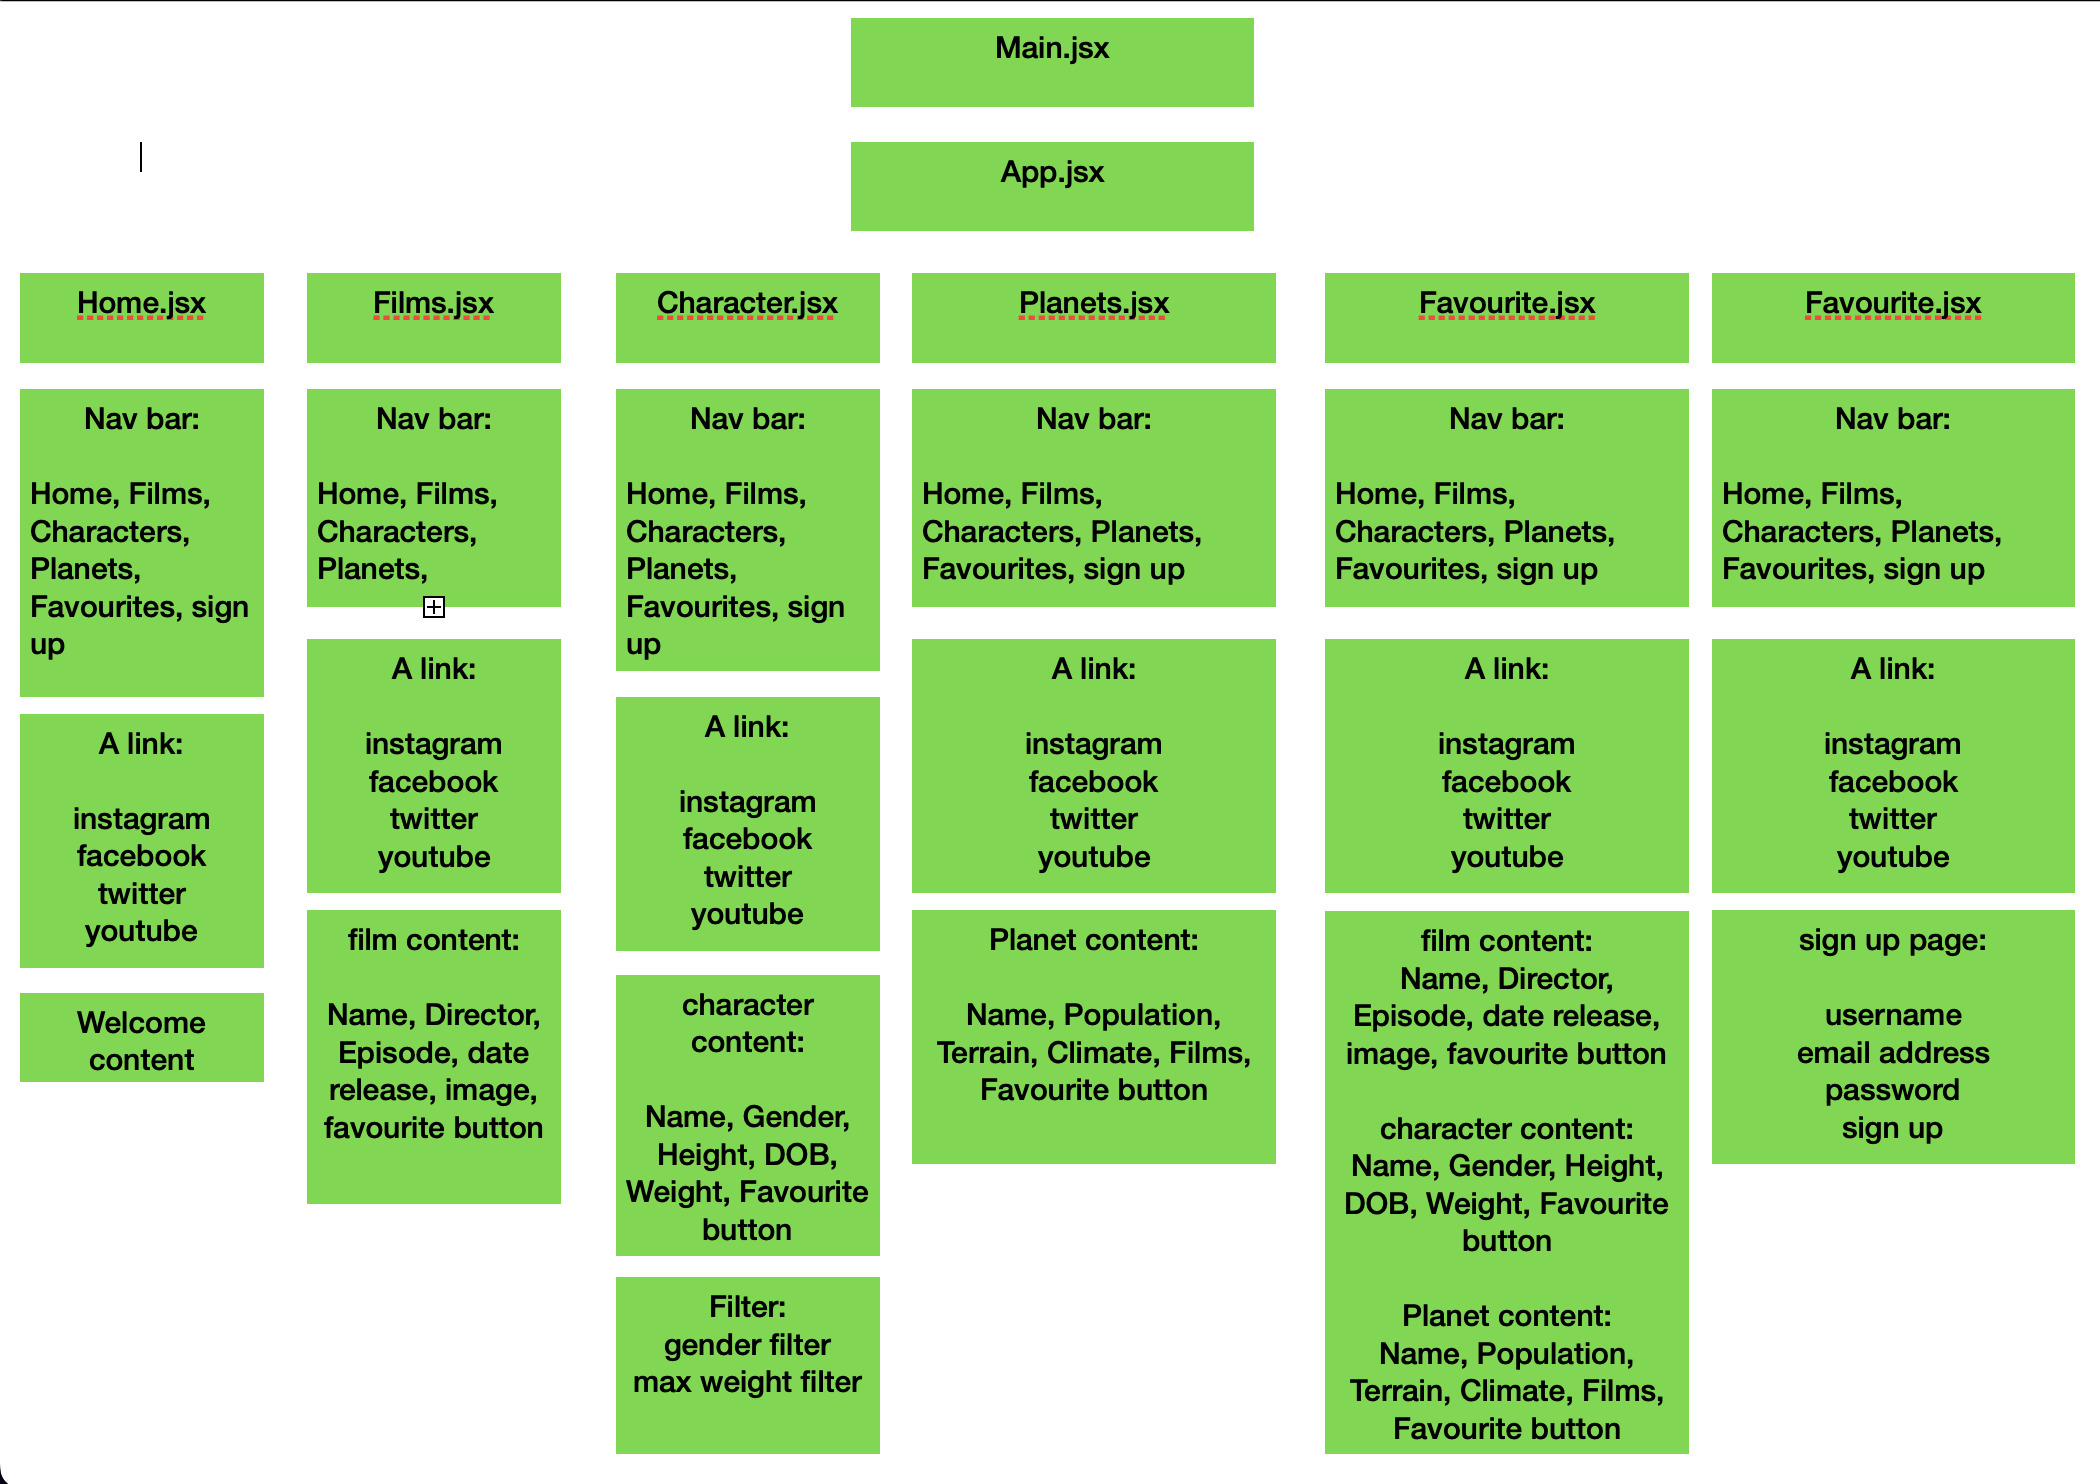 Main.jsx
App.jsx
Home.jsx
Nav bar:
Home, Films,
Characters,
Planets,
Favourites, sign
up
A link:
instagram
facebook
twitter
youtube
Welcome
content
Films.jsx
Nav bar:
Home, Films,
Characters,
Planets,
A link:
instagram
facebook
twitter
youtube
film content:
Name, Director,
Episode, date
release, image,
favourite button
Character.jsx
Nav bar:
Home, Films,
Characters,
Planets,
Favourites, sign
up
A link:
instagram
facebook
twitter
youtube
character
content:
Name, Gender,
Height, DOB,
Weight, Favourite
button
Filter:
gender filter
max weight filter
Planets.jsx
Nav bar:
Home, Films,
Characters, Planets,
Favourites, sign up
A link:
instagram
facebook
twitter
youtube
Planet content:
Name, Population,
Terrain, Climate, Films,
Favourite button
Favourite.jsx
Nav bar:
Home, Films,
Characters, Planets,
Favourites, sign up
A link:
instagram
facebook
twitter
youtube
film content:
Name, Director,
Episode, date release,
image, favourite button
character content:
Name, Gender, Height,
DOB, Weight, Favourite
button
Planet content:
Name, Population,
Terrain, Climate, Films,
Favourite button
Favourite.jsx
Nav bar:
Home, Films,
Characters, Planets,
Favourites, sign up
A link:
instagram
facebook
twitter
youtube
sign up page:
username
email address
password
sign up